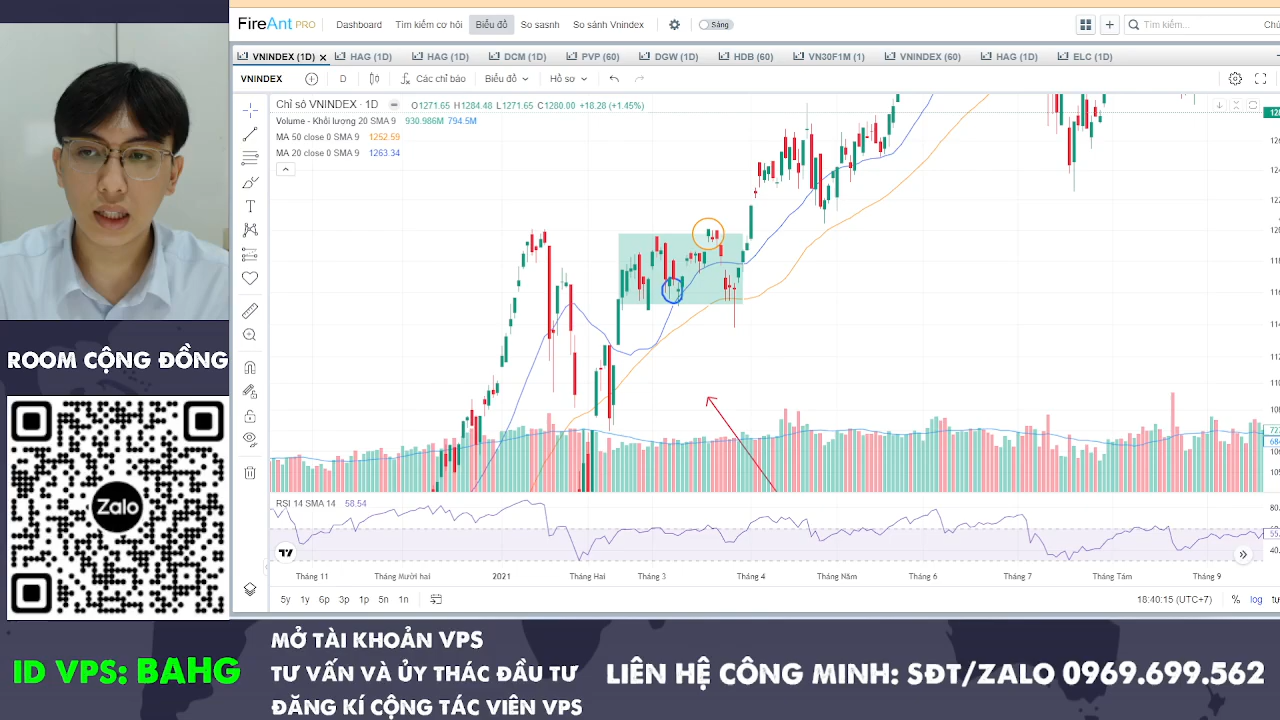 FireAnt PRO
Dashboard Tìm kiếm cơ hội Biểu đồ So sasnh So sánh Vnindex Sáng Tìm kiếm...
VNINDEX (1D) HAG (1D) HAG (1D) DCM (1D) PVP (60) DGW (1D) HDB (60) VN30F1M (1) VNINDEX (60) HAG (1D) ELC (1D)
VNINDEX D Các chỉ báo Biểu đồ Hồ sơ
Chỉ số VNINDEX · 1D O1271.65 H1284.48 L1271.65 C1280.00 +18.28 (+1.45%)
Volume - Khối lượng 20 SMA 9 930.986M 794.5M
MA 50 close 0 SMA 9 1252.59
MA 20 close 0 SMA 9 1263.34
RSI 14 SMA 14 58.54
Tháng 11 Tháng Mười hai 2021 Tháng Hai Tháng 3 Tháng 4 Tháng Năm Tháng 6 Tháng 7 Tháng Tám Tháng 9
5y 1y 6p 3p 1p 5n 1n 18:40:15 (UTC+7) % log
ROOM CỘNG ĐỒNG
Zalo
ID VPS: BAHG
MỞ TÀI KHOẢN VPS
TƯ VẤN VÀ ỦY THÁC ĐẦU TƯ
ĐĂNG KÍ CỘNG TÁC VIÊN VPS
LIÊN HỆ CÔNG MINH: SĐT/ZALO 0969.699.562